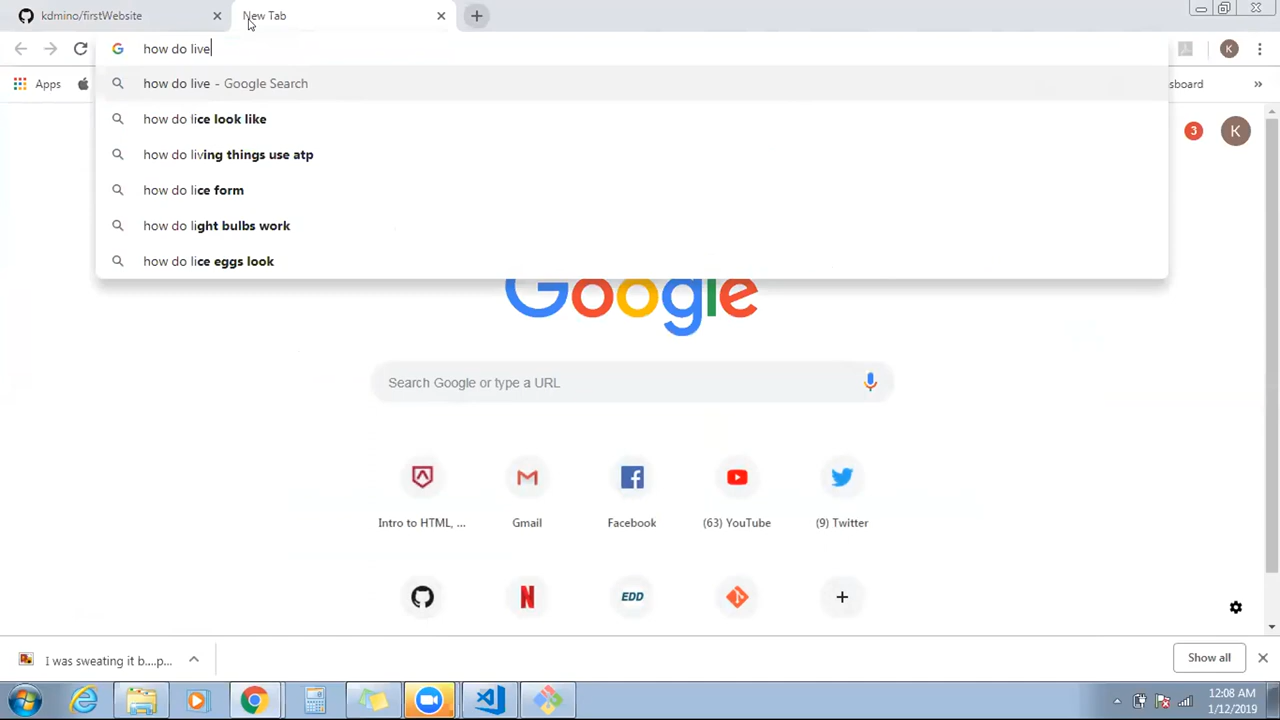 kdmino/firstWebsite
New Tab
how do live
K
Apps
sboard
»
how do live - Google Search
how do lice look like
how do living things use atp
how do lice form
how do light bulbs work
how do lice eggs look
3
K
Google
Search Google or type a URL
Intro to HTML, ...
Gmail
Facebook
(63) YouTube
(9) Twitter
N
EDD
I was sweating it b....p...
Show all
12:08 AM
1/12/2019